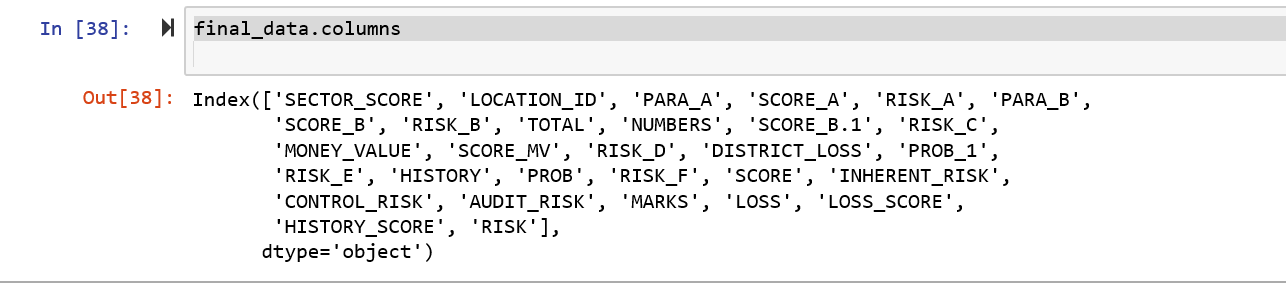 In [38]: final_data.columns
Out[38]: Index(['SECTOR_SCORE', 'LOCATION_ID', 'PARA_A', 'SCORE_A', 'RISK_A', 'PARA_B',
'SCORE_B', 'RISK_B', 'TOTAL', 'NUMBERS', 'SCORE_B.1', 'RISK_C',
'MONEY_VALUE', 'SCORE_MV', 'RISK_D', 'DISTRICT_LOSS', 'PROB_1',
'RISK_E', 'HISTORY', 'PROB', 'RISK_F', 'SCORE', 'INHERENT_RISK',
'CONTROL_RISK', 'AUDIT_RISK', 'MARKS', 'LOSS', 'LOSS_SCORE',
'HISTORY_SCORE', 'RISK'],
dtype='object')